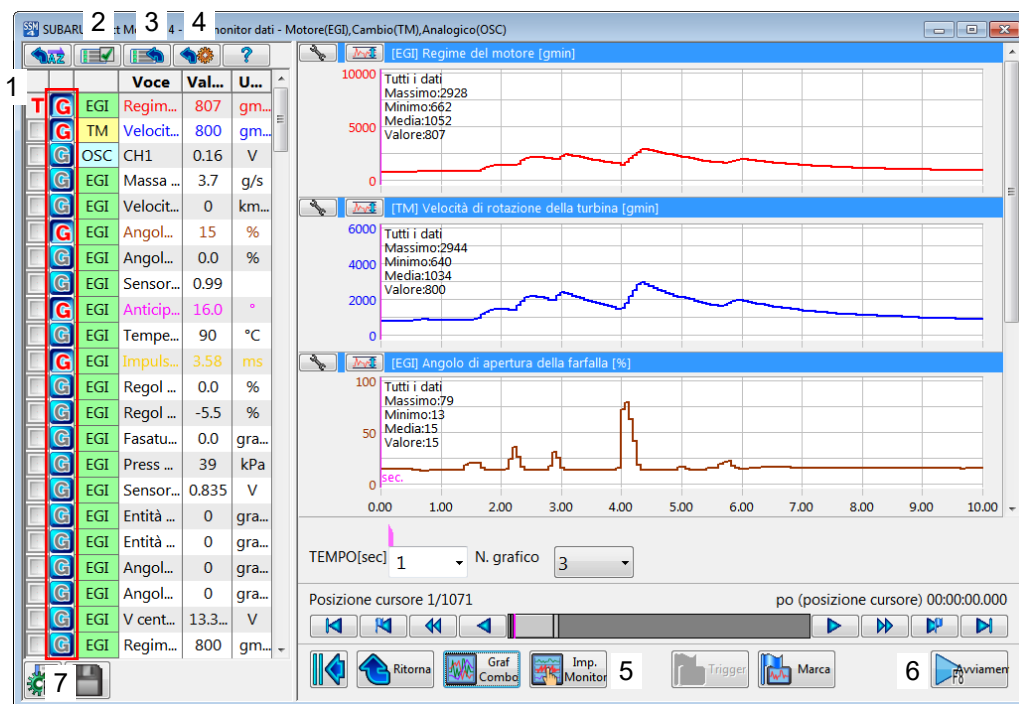 SUBARU 2 t M 3 4 - 4 onitor dati - Motore(EGI),Cambio(TM),Analogico(OSC)
AZ ?
1
Voce Val... U...
T G EGI Regim... 807 gm...
G TM Velocit... 800 gm...
G OSC CH1 0.16 V
G EGI Massa ... 3.7 g/s
G EGI Velocit... 0 km...
G EGI Angol... 15 %
G EGI Angol... 0.0 %
G EGI Sensor... 0.99
G EGI Anticip... 16.0 °
G EGI Tempe... 90 °C
G EGI Impuls... 3.58 ms
G EGI Regol ... 0.0 %
G EGI Regol ... -5.5 %
G EGI Fasatu... 0.0 gra...
G EGI Press ... 39 kPa
G EGI Sensor... 0.835 V
G EGI Entità ... 0 gra...
G EGI Entità ... 0 gra...
G EGI Angol... 0 gra...
G EGI Angol... 0 gra...
G EGI V cent... 13.3... V
G EGI Regim... 800 gm...
7
[EGI] Regime del motore [gmin]
10000
5000
0
Tutti i dati
Massimo:2928
Minimo:662
Media:1052
Valore:807
[TM] Velocità di rotazione della turbina [gmin]
6000
4000
2000
0
Tutti i dati
Massimo:2944
Minimo:640
Media:1034
Valore:800
[EGI] Angolo di apertura della farfalla [%]
100
50
0
Tutti i dati
Massimo:79
Minimo:13
Media:15
Valore:15
sec.
0.00 1.00 2.00 3.00 4.00 5.00 6.00 7.00 8.00 9.00 10.00
TEMPO[sec] 1 N. grafico 3
Posizione cursore 1/1071 po (posizione cursore) 00:00:00.000
Ritorna
Graf
Combo
Imp.
Monitor
5
Trigger
Marca
6
Avviamen
F8